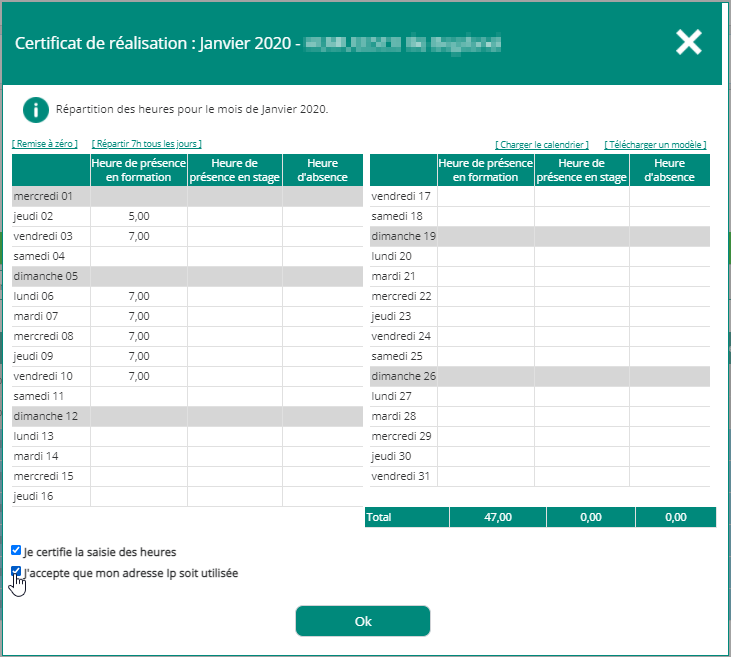 Certificat de réalisation : Janvier 2020 -
Répartition des heures pour le mois de Janvier 2020.
[ Remise à zéro ] [ Répartir 7h tous les jours ] [ Charger le calendrier ] [ Télécharger un modèle ]
Heure de présence en formation Heure de présence en stage Heure d'absence
mercredi 01
jeudi 02 5,00
vendredi 03 7,00
samedi 04
dimanche 05
lundi 06 7,00
mardi 07 7,00
mercredi 08 7,00
jeudi 09 7,00
vendredi 10 7,00
samedi 11
dimanche 12
lundi 13
mardi 14
mercredi 15
jeudi 16
Heure de présence en formation Heure de présence en stage Heure d'absence
vendredi 17
samedi 18
dimanche 19
lundi 20
mardi 21
mercredi 22
jeudi 23
vendredi 24
samedi 25
dimanche 26
lundi 27
mardi 28
mercredi 29
jeudi 30
vendredi 31
Total 47,00 0,00 0,00
Je certifie la saisie des heures
J'accepte que mon adresse Ip soit utilisée
Ok